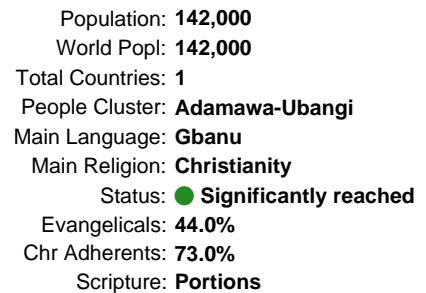 Population: 142,000
World Popl: 142,000
Total Countries: 1
People Cluster: Adamawa-Ubangi
Main Language: Gbanu
Main Religion: Christianity
Status: Significantly reached
Evangelicals: 44.0%
Chr Adherents: 73.0%
Scripture: Portions